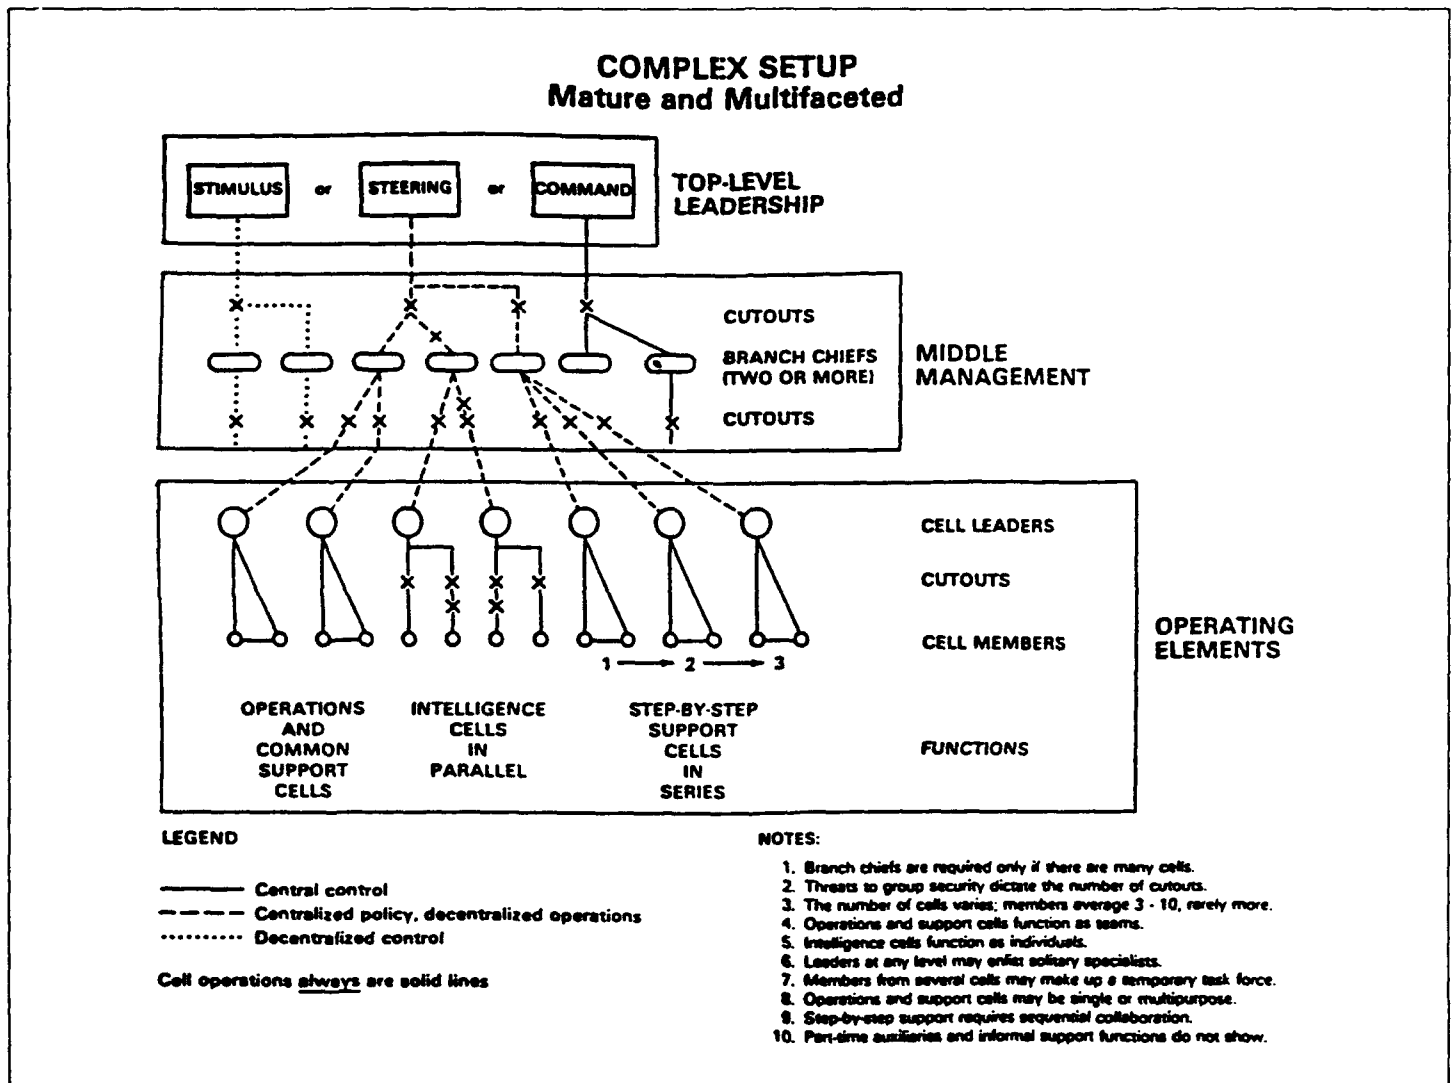 COMPLEX SETUP
Mature and Multifaceted
STIMULUS or STEERING or COMMAND
TOP-LEVEL
LEADERSHIP
CUTOUTS
BRANCH CHIEFS
(TWO OR MORE)
CUTOUTS
MIDDLE
MANAGEMENT
CELL LEADERS
CUTOUTS
CELL MEMBERS
1 2 3
OPERATING
ELEMENTS
OPERATIONS
AND
COMMON
SUPPORT
CELLS
INTELLIGENCE
CELLS
IN
PARALLEL
STEP-BY-STEP
SUPPORT
CELLS
IN
SERIES
FUNCTIONS
LEGEND
Central control
Centralized policy, decentralized operations
Decentralized control
Cell operations always are solid lines
NOTES:
1. Branch chiefs are required only if there are many cells.
2. Threats to group security dictate the number of cutouts.
3. The number of cells varies; members average 3 - 10, rarely more.
4. Operations and support cells function as teams.
5. Intelligence cells function as individuals.
6. Leaders at any level may enlist solitary specialists.
7. Members from several cells may make up a temporary task force.
8. Operations and support cells may be single or multipurpose.
9. Step-by-step support requires sequential collaboration.
10. Part-time auxiliaries and informal support functions do not show.